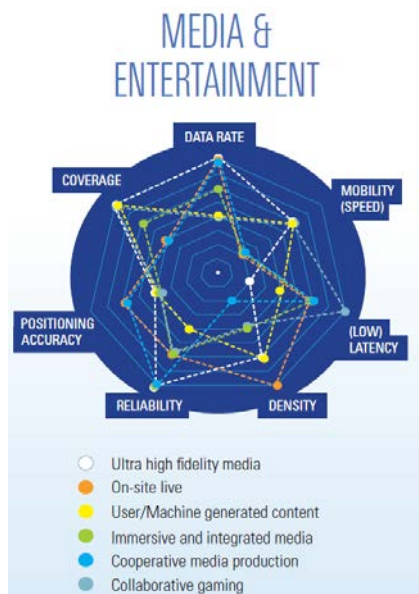 MEDIA &
ENTERTAINMENT
DATA RATE
COVERAGE
MOBILITY
(SPEED)
POSITIONING
ACCURACY
(LOW)
LATENCY
RELIABILITY
DENSITY
Ultra high fidelity media
On-site live
User/Machine generated content
Immersive and integrated media
Cooperative media production
Collaborative gaming